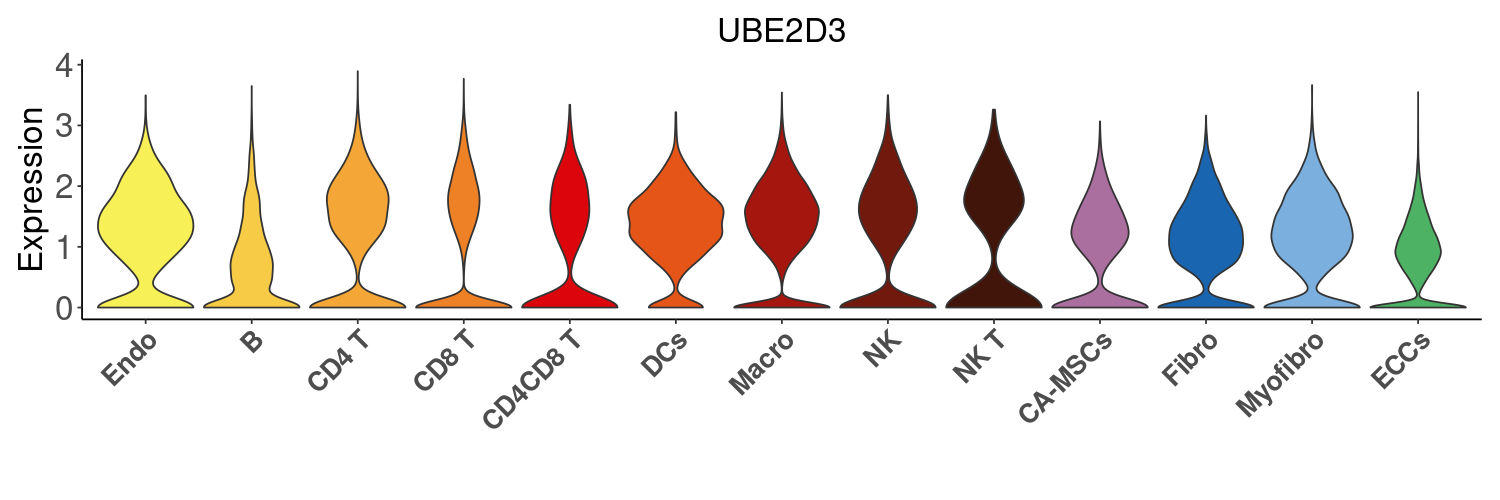 UBE2D3
Expression
4
3
2
1
0
Endo
B
CD4 T
CD8 T
CD4CD8 T
DCs
Macro
NK
NK T
CA-MSCs
Fibro
Myofibro
ECCs